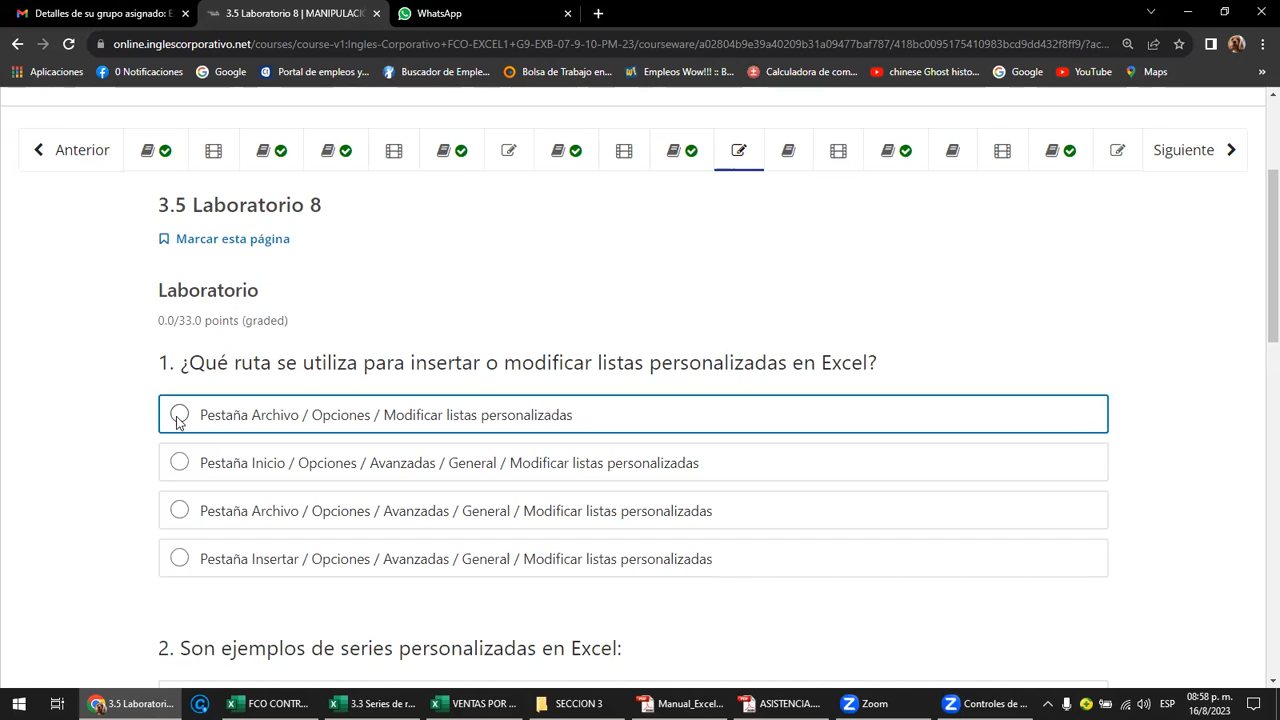 Detalles de su grupo asignado: E
3.5 Laboratorio 8 | MANIPULACI
WhatsApp
online.inglescorporativo.net/courses/course-v1:Ingles-Corporativo+FCO-EXCEL1+G9-EXB-07-9-10-PM-23/courseware/a02804b9e39a40209b31a09477baf787/418bc0095175410983bcd9dd432f8ff9/?ac...
Aplicaciones
0 Notificaciones
Google
Portal de empleos y...
Buscador de Emple...
Bolsa de Trabajo en...
Empleos Wow!!! :: B...
Calculadora de com...
chinese Ghost histo...
Google
YouTube
Maps
»
Anterior
Siguiente
3.5 Laboratorio 8
Marcar esta página
Laboratorio
0.0/33.0 points (graded)
1. ¿Qué ruta se utiliza para insertar o modificar listas personalizadas en Excel?
Pestaña Archivo / Opciones / Modificar listas personalizadas
Pestaña Inicio / Opciones / Avanzadas / General / Modificar listas personalizadas
Pestaña Archivo / Opciones / Avanzadas / General / Modificar listas personalizadas
Pestaña Insertar / Opciones / Avanzadas / General / Modificar listas personalizadas
2. Son ejemplos de series personalizadas en Excel:
3.5 Laboratori...
FCO CONTR...
3.3 Series de r...
VENTAS POR ...
SECCION 3
Manual_Excel...
ASISTENCIA....
Zoom
Controles de ...
ESP
08:58 p. m.
16/8/2023